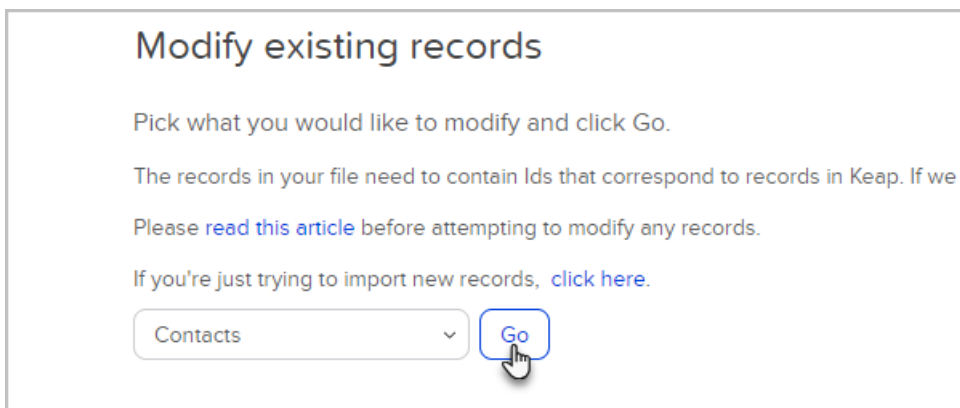 Modify existing records
Pick what you would like to modify and click Go.
The records in your file need to contain Ids that correspond to records in Keap. If we
Please read this article before attempting to modify any records.
If you're just trying to import new records, click here.
Contacts Go